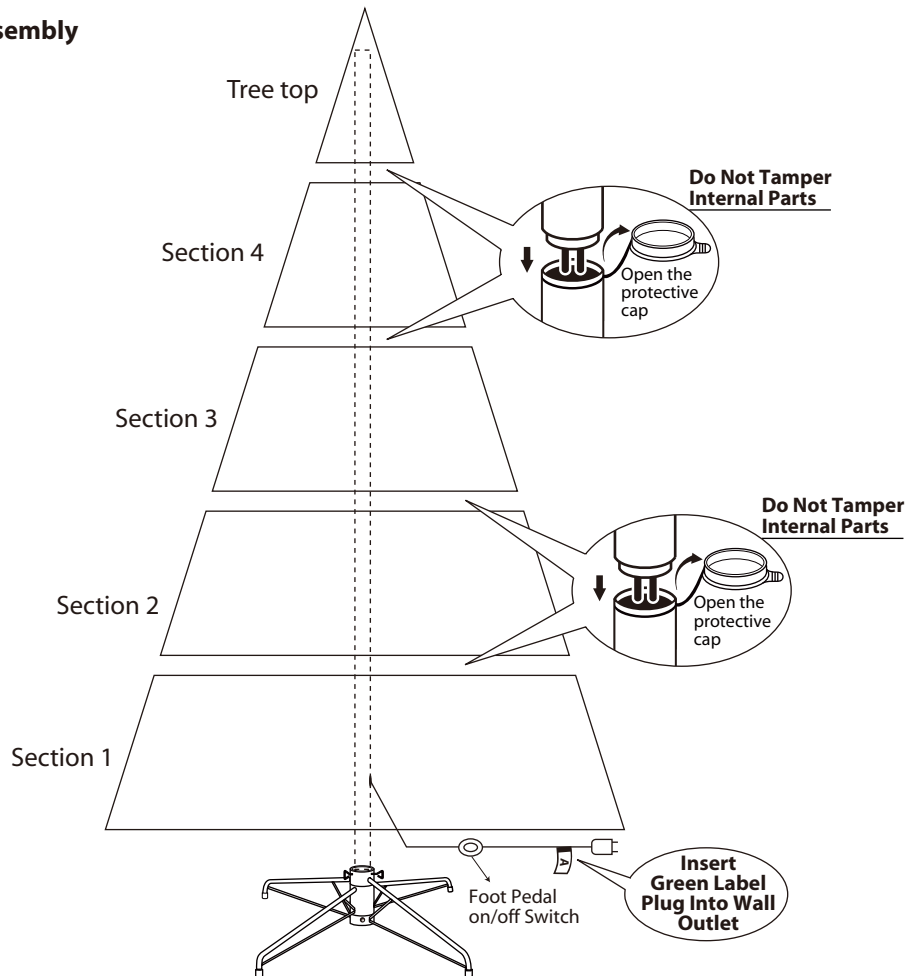 sembly
Tree top
Do Not Tamper
Internal Parts
Section 4
Open the
protective
cap
Section 3
Do Not Tamper
Internal Parts
Section 2
Open the
protective
cap
Section 1
A
Insert
Green Label
Plug Into Wall
Outlet
Foot Pedal
on/off Switch